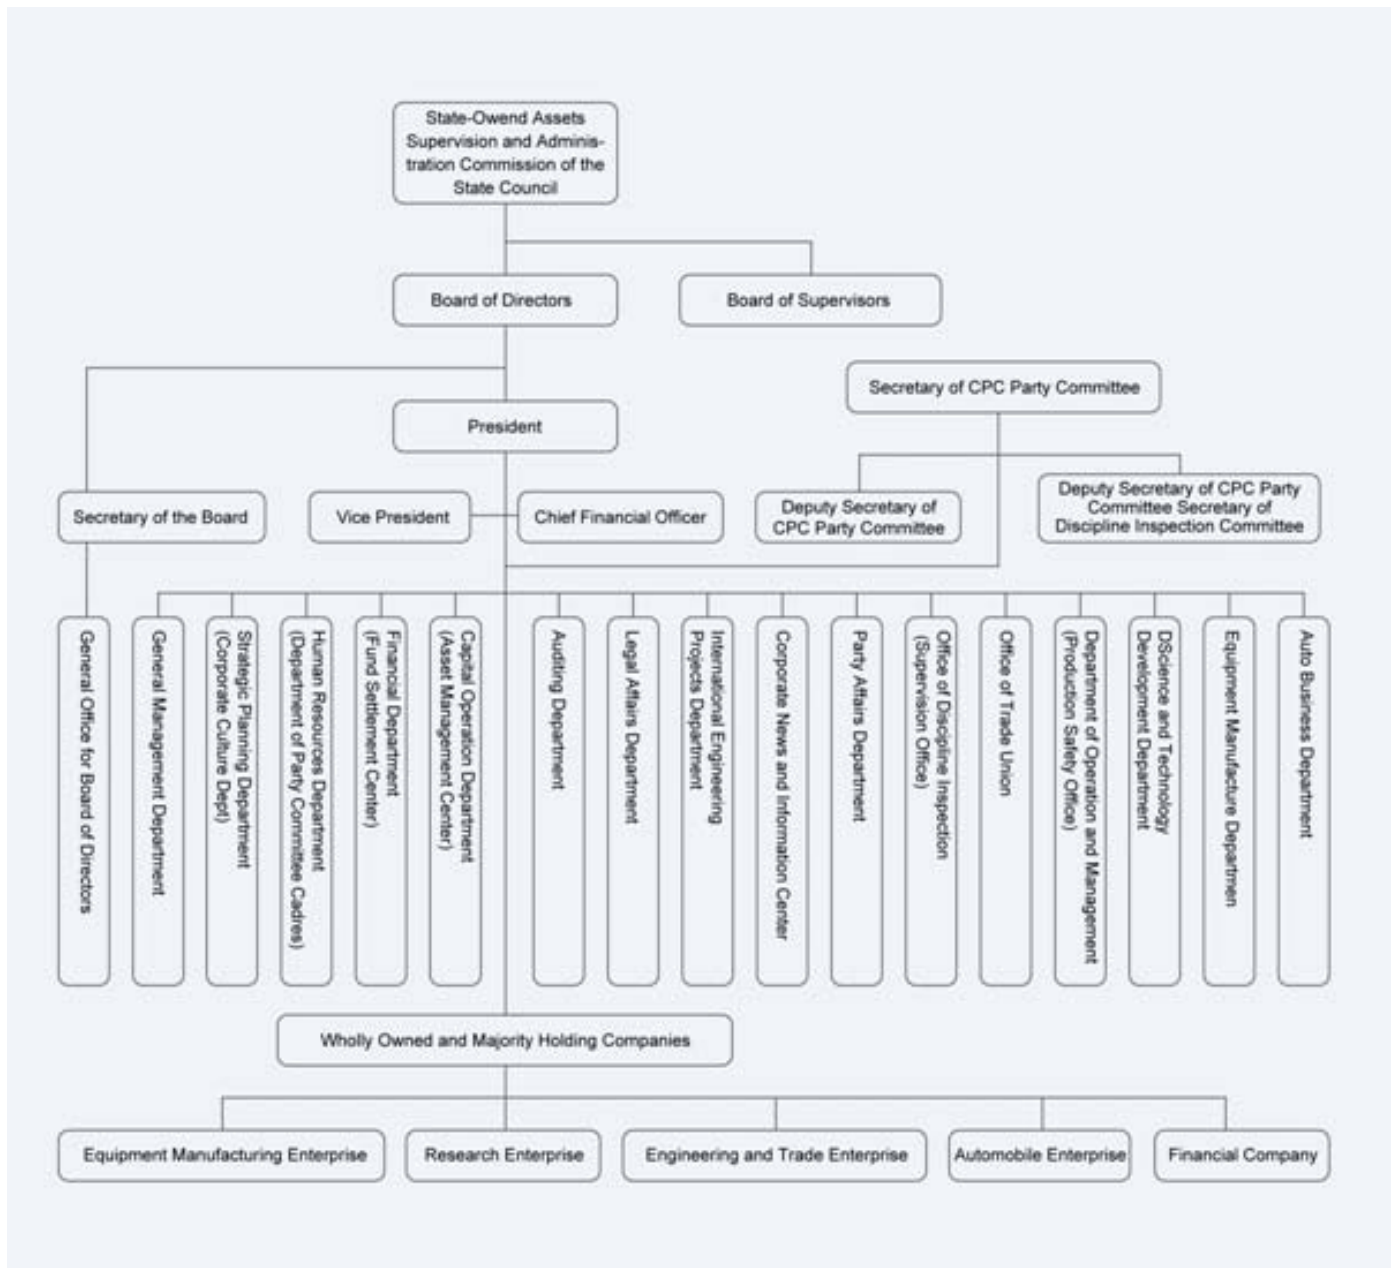 State-Owend Assets
Supervision and Adminis-
tration Commission of the
State Council
Board of Directors
Board of Supervisors
Secretary of CPC Party Committee
President
Secretary of the Board
Vice President
Chief Financial Officer
Deputy Secretary of
CPC Party Committee
Deputy Secretary of CPC Party
Committee Secretary of
Discipline Inspection Committee
General Office for Board of Directors
General Management Department
Strategic Planning Department
(Corporate Culture Dept)
Human Resources Department
(Department of Party Committee Cadres)
Financial Department
(Fund Settlement Center)
Capital Operation Department
(Asset Management Center)
Auditing Department
Legal Affairs Department
International Engineering
Projects Department
Corporate News and Information Center
Party Affairs Department
Office of Discipline Inspection
(Supervision Office)
Office of Trade Union
Department of Operation and Management
(Production Safety Office)
DScience and Technology
Development Department
Equipment Manufacture Departmen
Auto Business Department
Wholly Owned and Majority Holding Companies
Equipment Manufacturing Enterprise
Research Enterprise
Engineering and Trade Enterprise
Automobile Enterprise
Financial Company